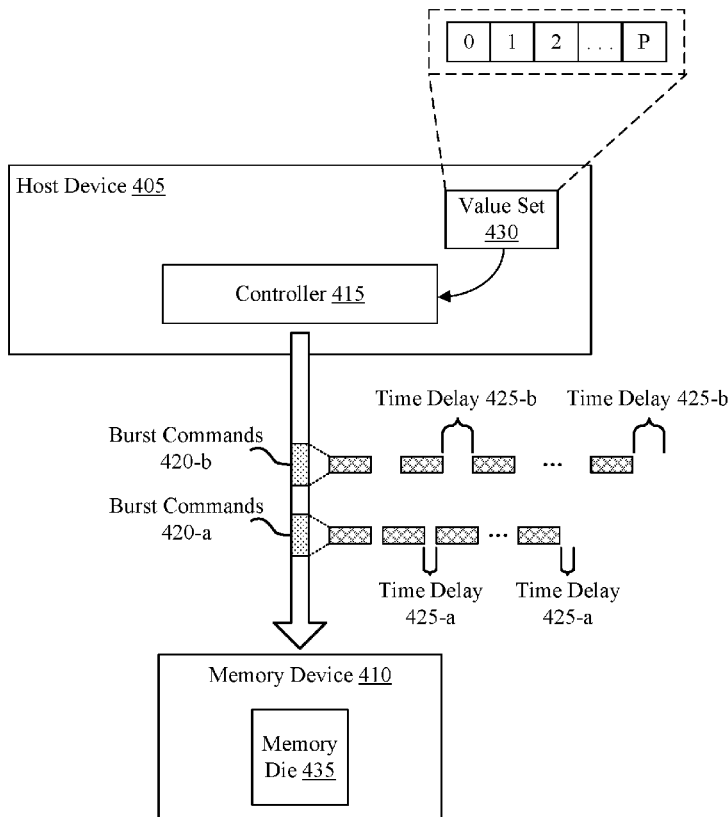 0 1 2 ... P
Host Device 405
Value Set
430
Controller 415
Time Delay 425-b Time Delay 425-b
Burst Commands
420-b
...
Burst Commands
420-a
...
Time Delay
425-a
Time Delay
425-a
Memory Device 410
Memory
Die 435